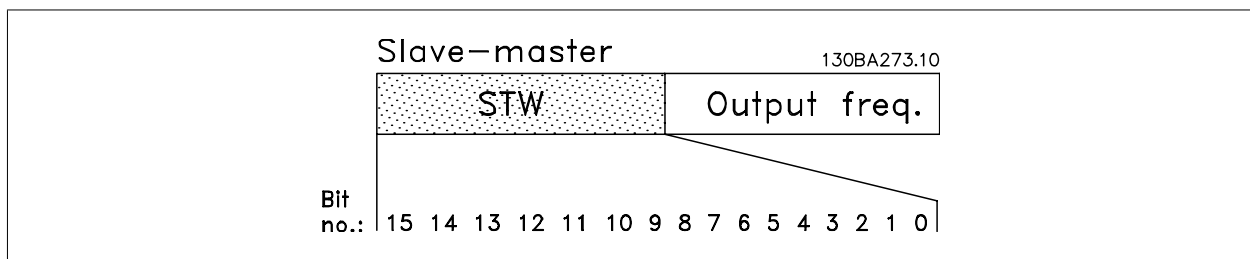 Slave-master
130BA273.10
STW
Output freq.
Bit
no.: 15 14 13 12 11 10 9 8 7 6 5 4 3 2 1 0